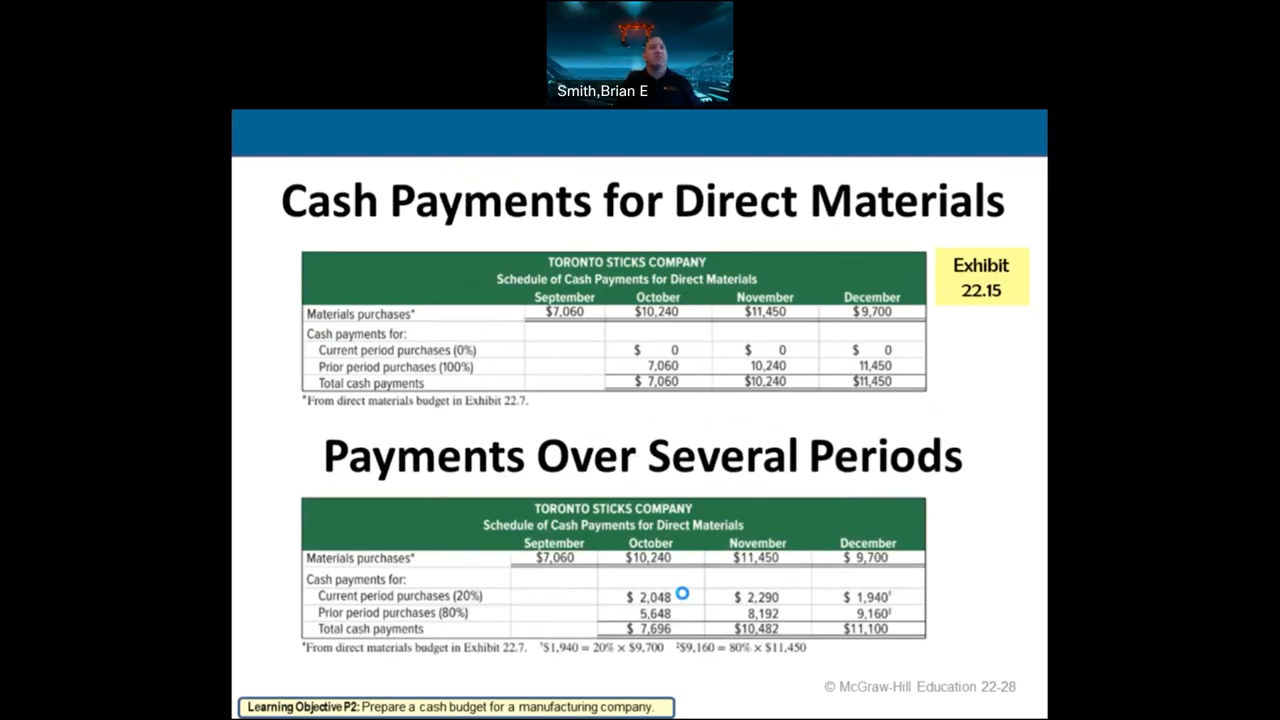 Smith,Brian E
Cash Payments for Direct Materials
Exhibit
22.15
TORONTO STICKS COMPANY
Schedule of Cash Payments for Direct Materials
September October November December
Materials purchases* $7,060 $10,240 $11,450 $9,700
Cash payments for:
Current period purchases (0%) $ 0 $ 0 $ 0
Prior period purchases (100%) 7,060 10,240 11,450
Total cash payments $ 7,060 $10,240 $11,450
*From direct materials budget in Exhibit 22.7.
Payments Over Several Periods
TORONTO STICKS COMPANY
Schedule of Cash Payments for Direct Materials
September October November December
Materials purchases* $7,060 $10,240 $11,450 $ 9,700
Cash payments for:
Current period purchases (20%) $ 2,048 $ 2,290 $ 1,940†
Prior period purchases (80%) 5,648 8,192 9,160‡
Total cash payments $ 7,696 $10,482 $11,100
*From direct materials budget in Exhibit 22.7. †$1,940 = 20% × $9,700 ‡$9,160 = 80% × $11,450
© McGraw-Hill Education 22-28
Learning Objective P2: Prepare a cash budget for a manufacturing company.